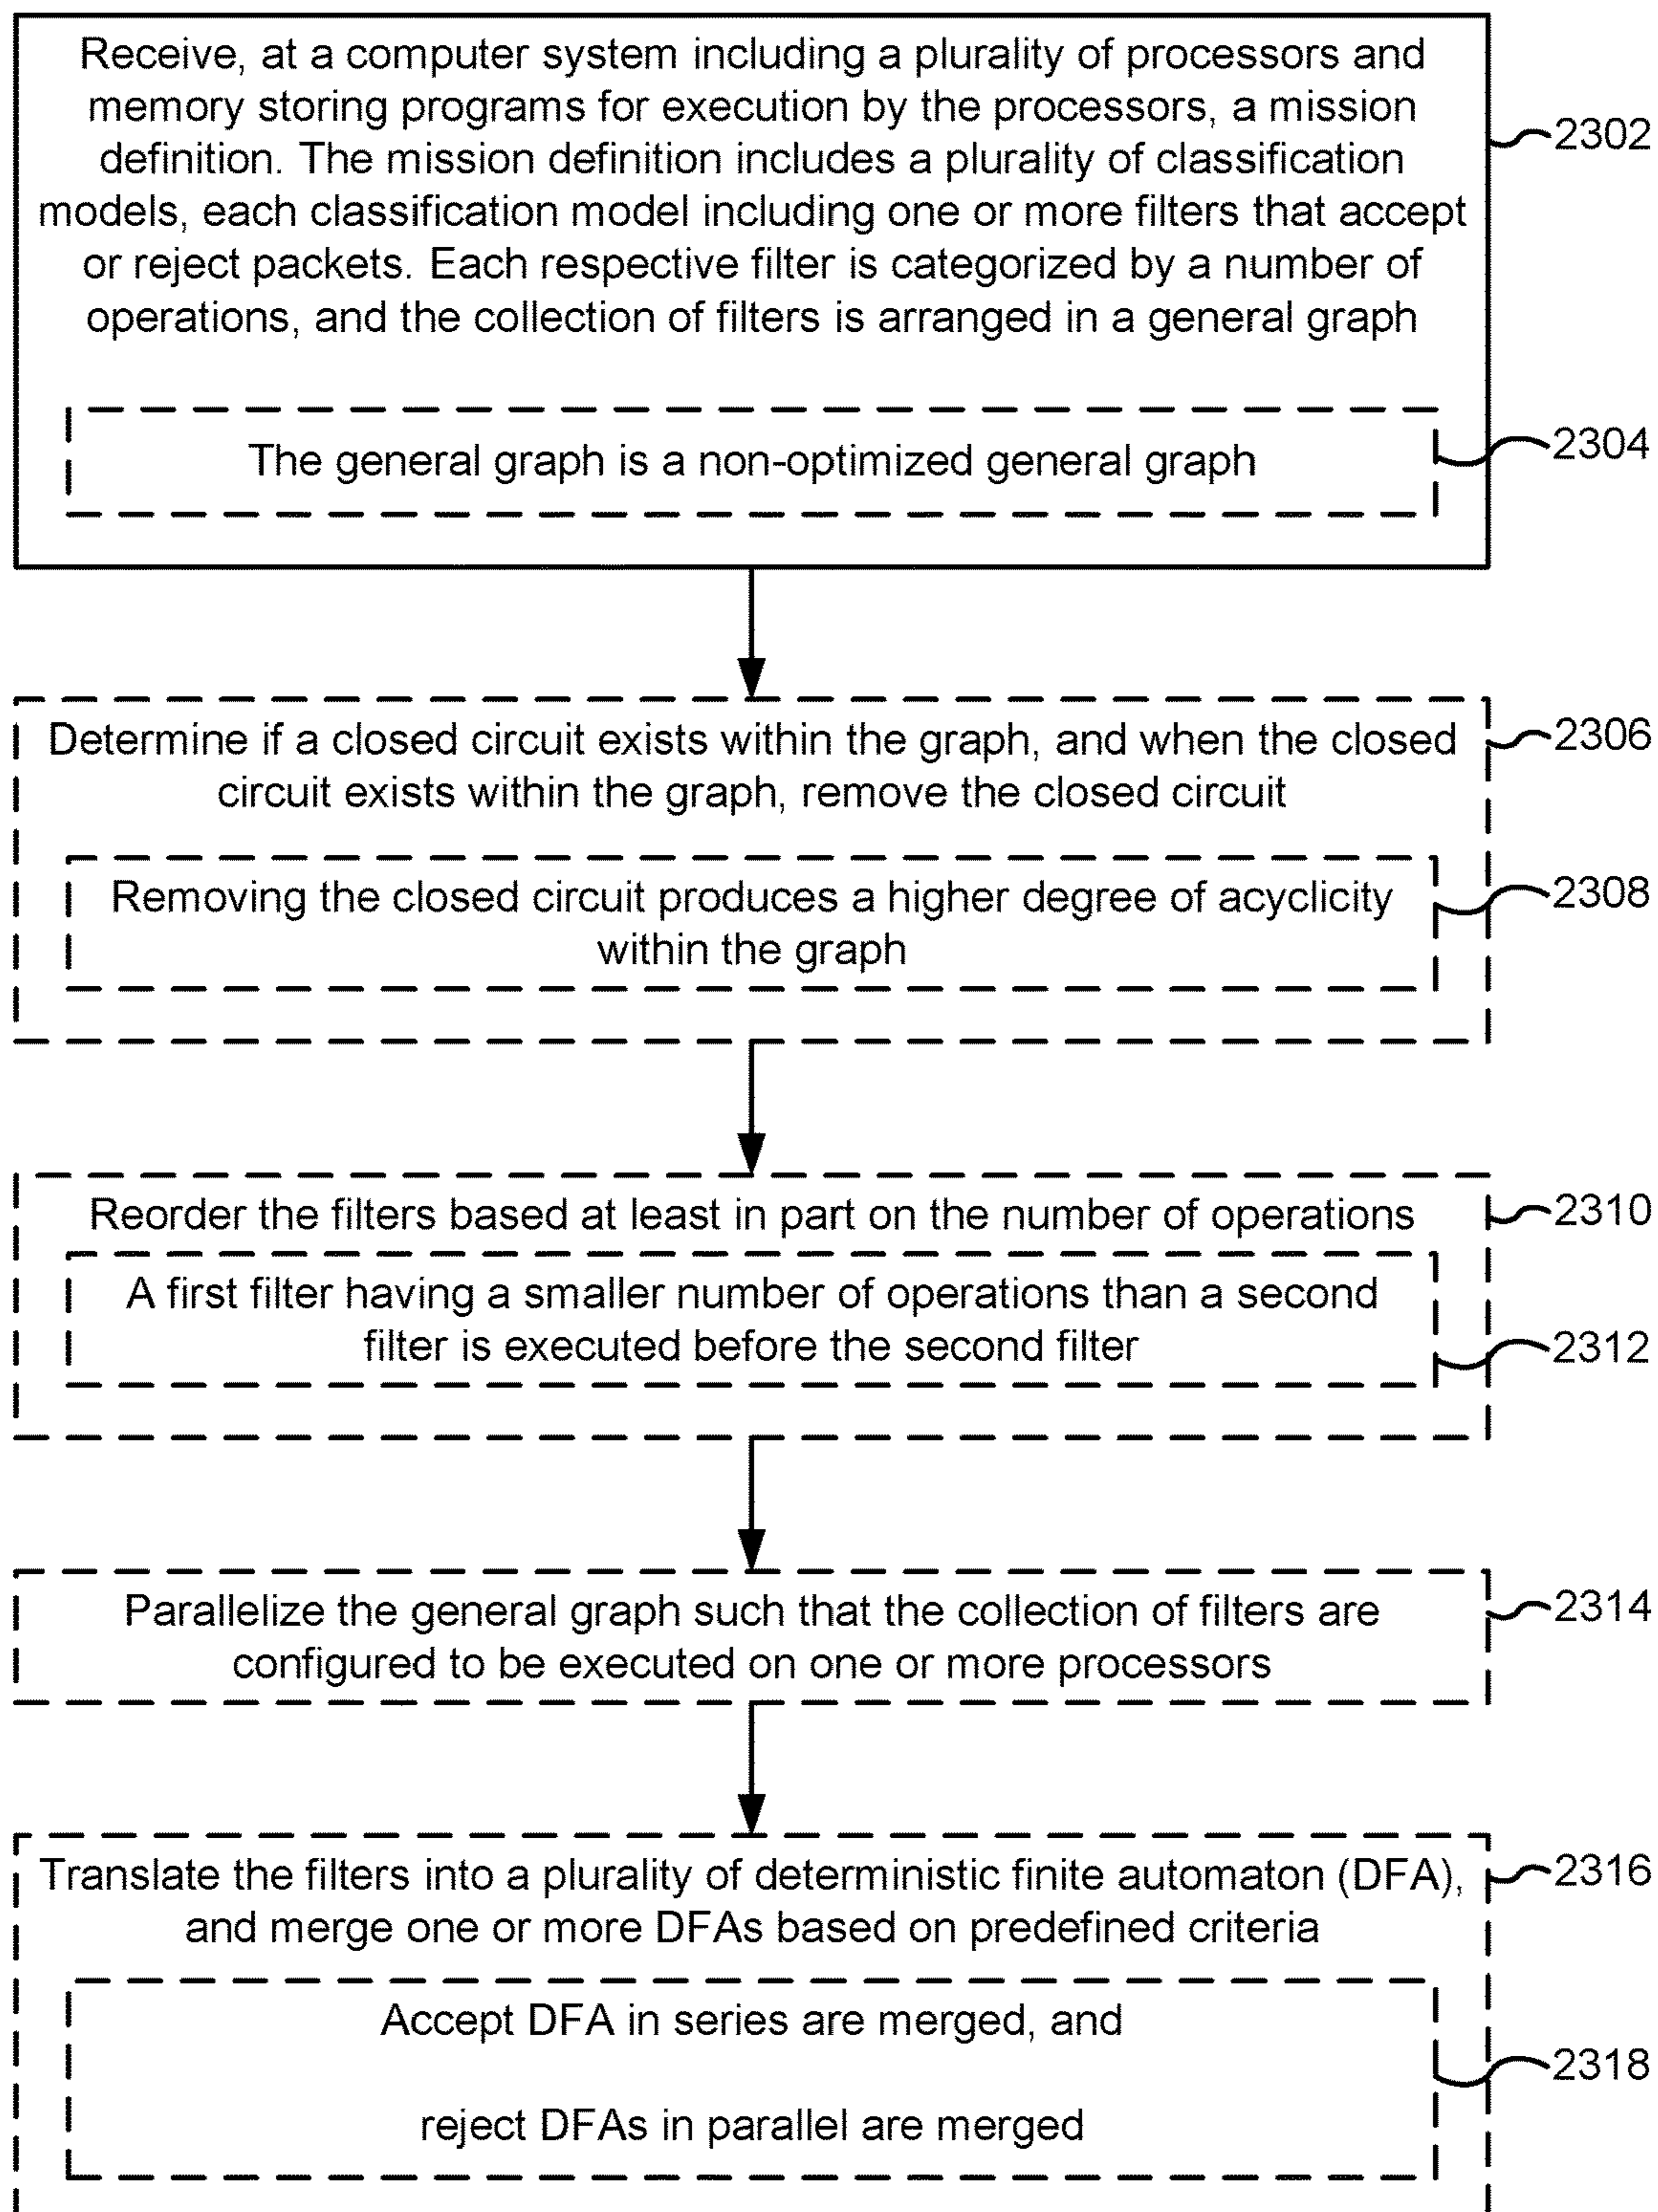 Receive, at a computer system including a plurality of processors and
memory storing programs for execution by the processors, a mission
definition. The mission definition includes a plurality of classification
models, each classification model including one or more filters that accept
or reject packets. Each respective filter is categorized by a number of
operations, and the collection of filters is arranged in a general graph
2302
The general graph is a non-optimized general graph
2304
Determine if a closed circuit exists within the graph, and when the closed
circuit exists within the graph, remove the closed circuit
2306
Removing the closed circuit produces a higher degree of acyclicity
within the graph
2308
Reorder the filters based at least in part on the number of operations
2310
A first filter having a smaller number of operations than a second
filter is executed before the second filter
2312
Parallelize the general graph such that the collection of filters are
configured to be executed on one or more processors
2314
Translate the filters into a plurality of deterministic finite automaton (DFA),
and merge one or more DFAs based on predefined criteria
2316
Accept DFA in series are merged, and
reject DFAs in parallel are merged
2318